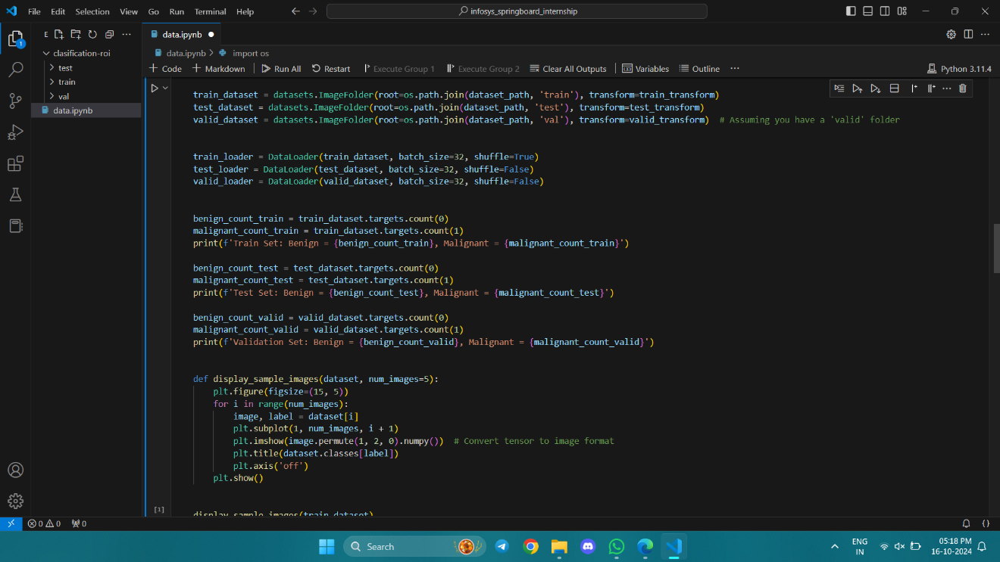 File Edit Selection View Go Run Terminal Help
infosys_springboard_internship
E
data.ipynb
clasification-roi
test
train
val
data.ipynb
data.ipynb > import os
+ Code + Markdown Run All Restart Execute Group 1 Execute Group 2 Clear All Outputs Variables Outline ...
Python 3.11.4
train_dataset = datasets.ImageFolder(root=os.path.join(dataset_path, 'train'), transform=train_transform)
test_dataset = datasets.ImageFolder(root=os.path.join(dataset_path, 'test'), transform=test_transform)
valid_dataset = datasets.ImageFolder(root=os.path.join(dataset_path, 'val'), transform=valid_transform)  # Assuming you have a 'valid' folder
train_loader = DataLoader(train_dataset, batch_size=32, shuffle=True)
test_loader = DataLoader(test_dataset, batch_size=32, shuffle=False)
valid_loader = DataLoader(valid_dataset, batch_size=32, shuffle=False)
benign_count_train = train_dataset.targets.count(0)
malignant_count_train = train_dataset.targets.count(1)
print(f'Train Set: Benign = {benign_count_train}, Malignant = {malignant_count_train}')
benign_count_test = test_dataset.targets.count(0)
malignant_count_test = test_dataset.targets.count(1)
print(f'Test Set: Benign = {benign_count_test}, Malignant = {malignant_count_test}')
benign_count_valid = valid_dataset.targets.count(0)
malignant_count_valid = valid_dataset.targets.count(1)
print(f'Validation Set: Benign = {benign_count_valid}, Malignant = {malignant_count_valid}')
def display_sample_images(dataset, num_images=5):
    plt.figure(figsize=(15, 5))
    for i in range(num_images):
        image, label = dataset[i]
        plt.subplot(1, num_images, i + 1)
        plt.imshow(image.permute(1, 2, 0).numpy())  # Convert tensor to image format
        plt.title(dataset.classes[label])
        plt.axis('off')
    plt.show()
[1]
display_sample_images(train_dataset)
1
0 0 0
Search
ENG
IN
05:18 PM
16-10-2024